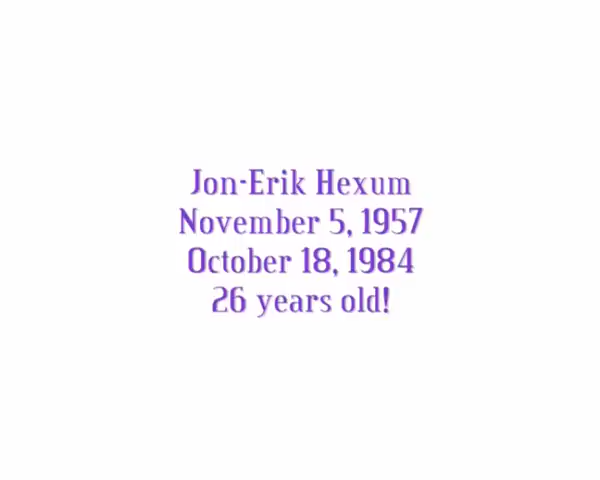 Jon-Erik Hexum
November 5, 1957
October 18, 1984
26 years old!